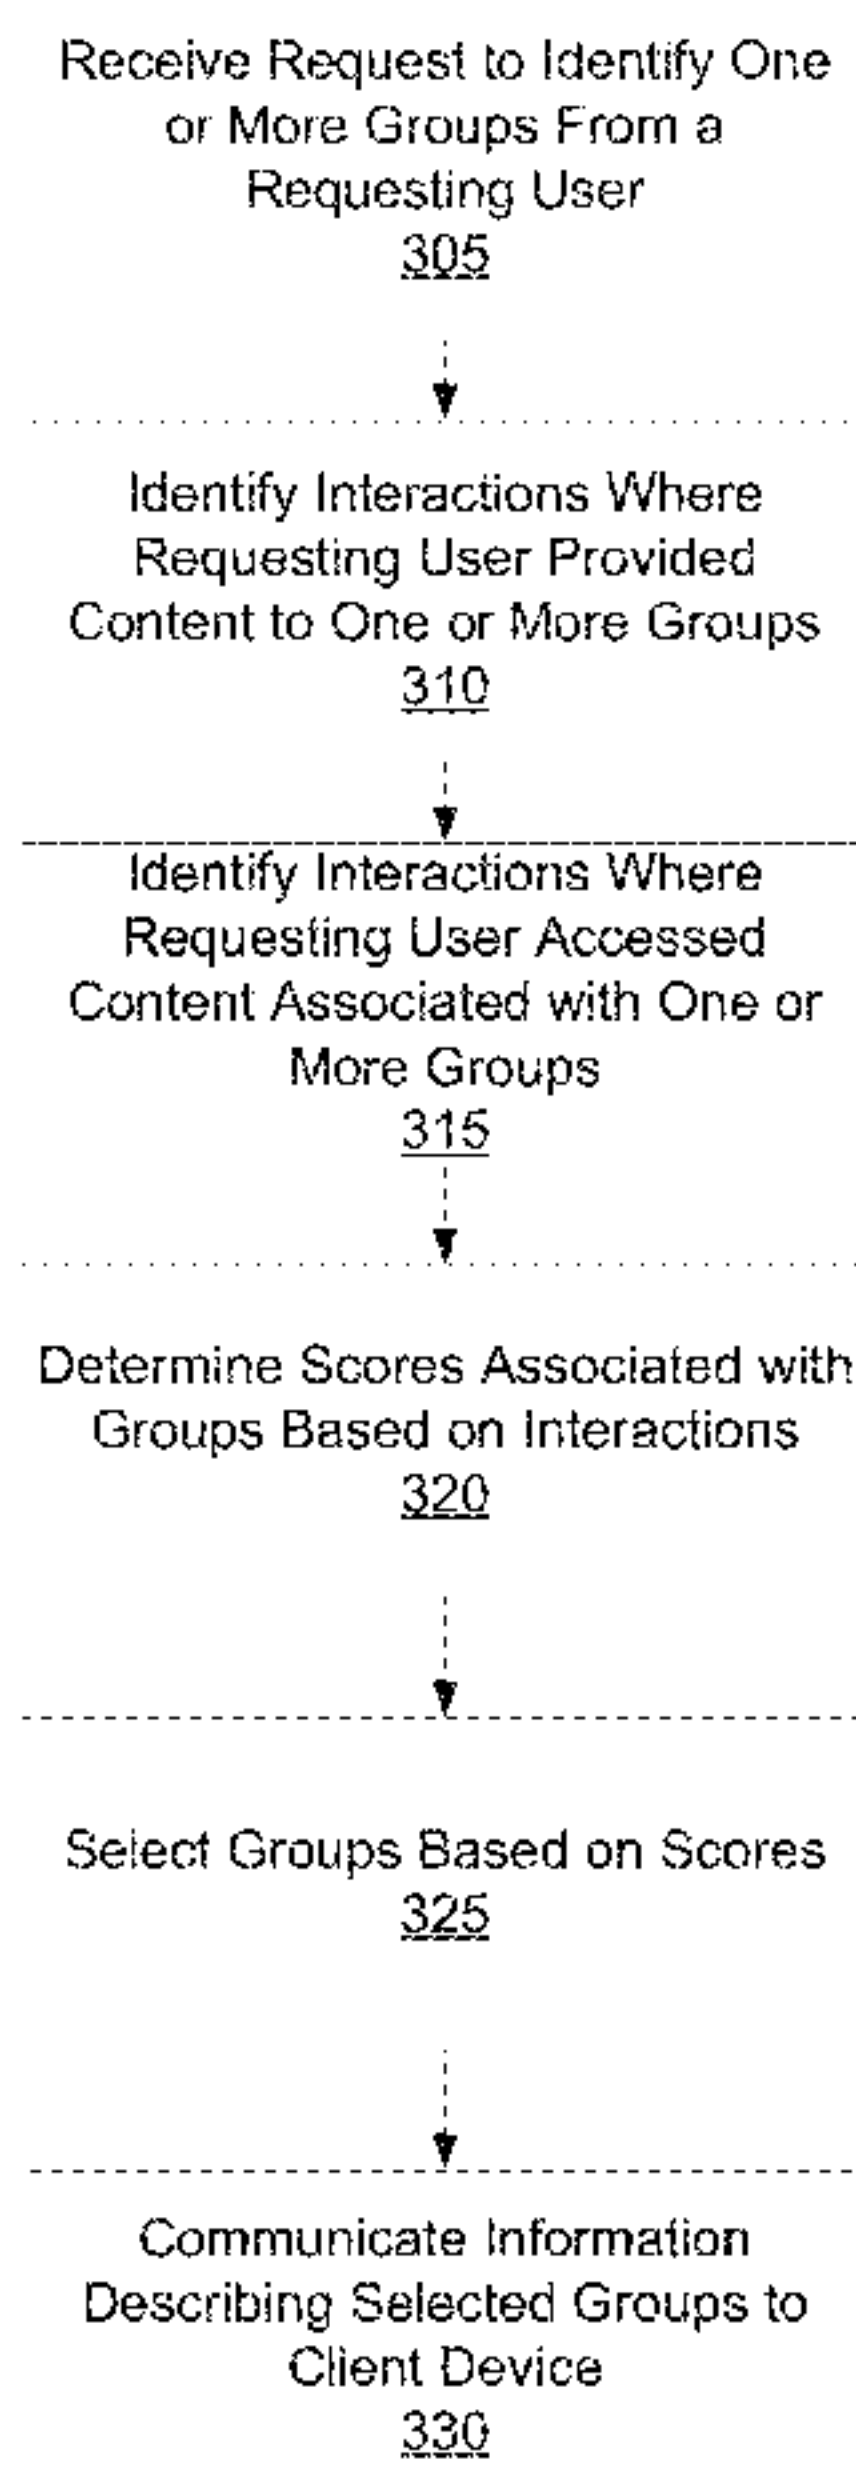 Receive Request to Identify One
or More Groups From a
Requesting User
305
Identify Interactions Where
Requesting User Provided
Content to One or More Groups
310
Identify Interactions Where
Requesting User Accessed
Content Associated with One or
More Groups
315
Determine Scores Associated with
Groups Based on Interactions
320
Select Groups Based on Scores
325
Communicate Information
Describing Selected Groups to
Client Device
330